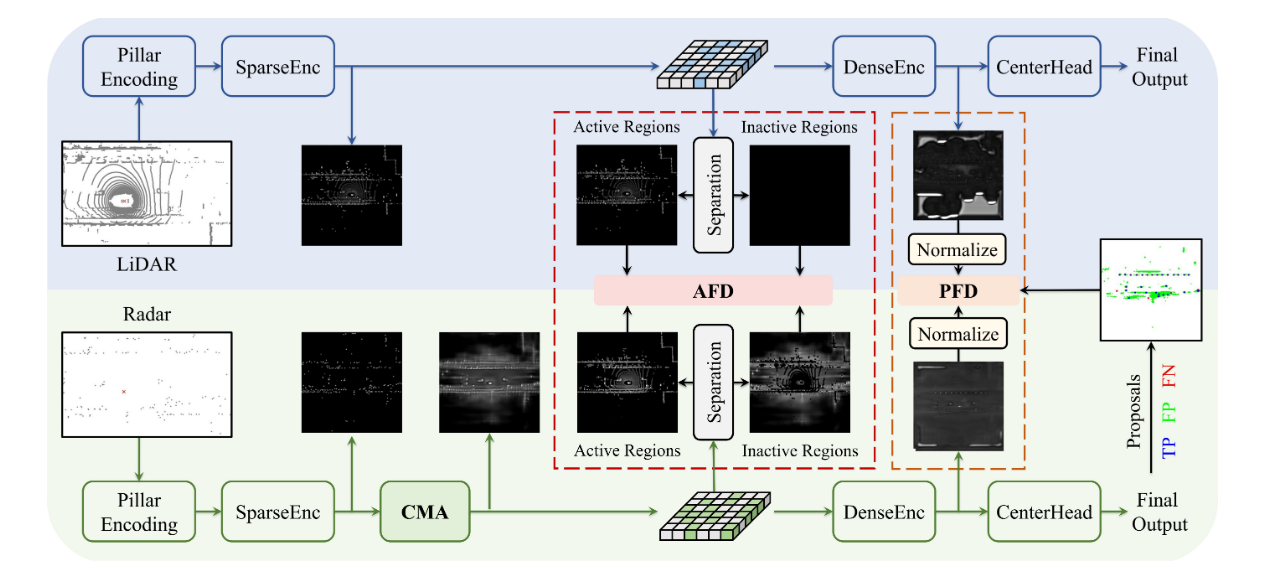 Pillar
Encoding
SparseEnc
DenseEnc
CenterHead
Final
Output
Active Regions
Inactive Regions
Separation
LiDAR
Normalize
AFD
PFD
Radar
Normalize
Separation
Active Regions
Inactive Regions
Proposals
TP FP FN
Pillar
Encoding
SparseEnc
CMA
DenseEnc
CenterHead
Final
Output